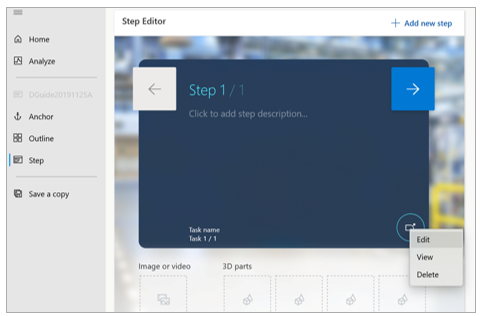 Step Editor
Add new step
Home
Analyze
DGuide20191125A
Anchor
Outline
Step
Save a copy
Step 1 / 1
Click to add step description...
Task name
Task 1 / 1
Edit
View
Delete
Image or video
3D parts